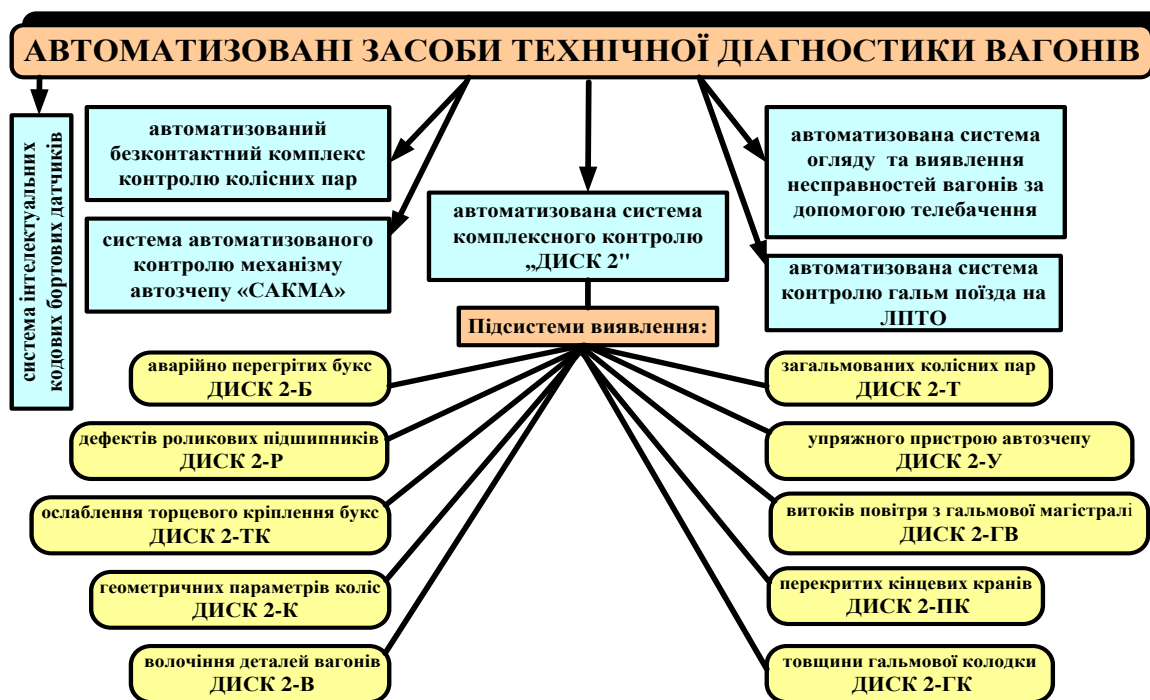 АВТОМАТИЗОВАНІ ЗАСОБИ ТЕХНІЧНОЇ ДІАГНОСТИКИ ВАГОНІВ
система інтелектуальних
кодових бортових датчиків
автоматизований
безконтактний комплекс
контролю колісних пар
система автоматизованого
контролю механізму
автозчепу «САКМА»
автоматизована система
комплексного контролю
„ДИСК 2"
автоматизована система
огляду та виявлення
несправностей вагонів за
допомогою телебачення
автоматизована система
контролю гальм поїзда на
ЛПТО
Підсистеми виявлення:
аварійно перегрітих букс
ДИСК 2-Б
дефектів роликових підшипників
ДИСК 2-Р
ослаблення торцевого кріплення букс
ДИСК 2-ТК
геометричних параметрів коліс
ДИСК 2-К
волочіння деталей вагонів
ДИСК 2-В
загальмованих колісних пар
ДИСК 2-Т
упряжного пристрою автозчепу
ДИСК 2-У
витоків повітря з гальмової магістралі
ДИСК 2-ГВ
перекритих кінцевих кранів
ДИСК 2-ПК
товщини гальмової колодки
ДИСК 2-ГК